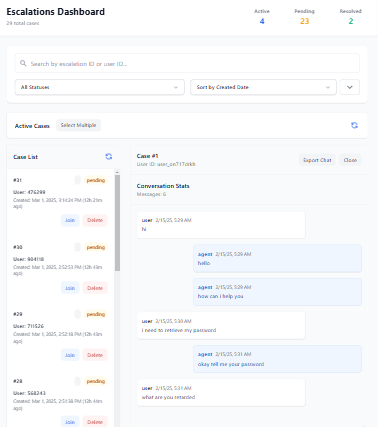 Escalations Dashboard
29 total cases
Active
4
Pending
23
Resolved
2
Search by escalation ID or user ID...
All Statuses
Sort by Created Date
Active Cases
Select Multiple
Case List
#31
pending
User: 476299
Created: Mar 1, 2025, 3:14:24 PM (12h 21m
ago)
Join
Delete
#30
pending
User: 904118
Created: Mar 1, 2025, 2:52:53 PM (12h 43m
ago)
Join
Delete
#29
pending
User: 711526
Created: Mar 1, 2025, 2:52:18 PM (12h 43m
ago)
Join
Delete
#28
pending
User: 560243
Created: Mar 1, 2025, 2:51:38 PM (12h 44m
ago)
Join
Delete
Case #1
User ID:
Export Chat
Close
Conversation Stats
Messages: 6
user 2/15/25, 5:29 AM
hi
agent 2/15/25, 5:29 AM
hello
agent 2/15/25, 5:29 AM
how can i help you
user 2/15/25, 5:30 AM
i need to retrieve my password
agent 2/15/25, 5:31 AM
okay tell me your password
user 2/15/25, 5:31 AM
what are you retarded